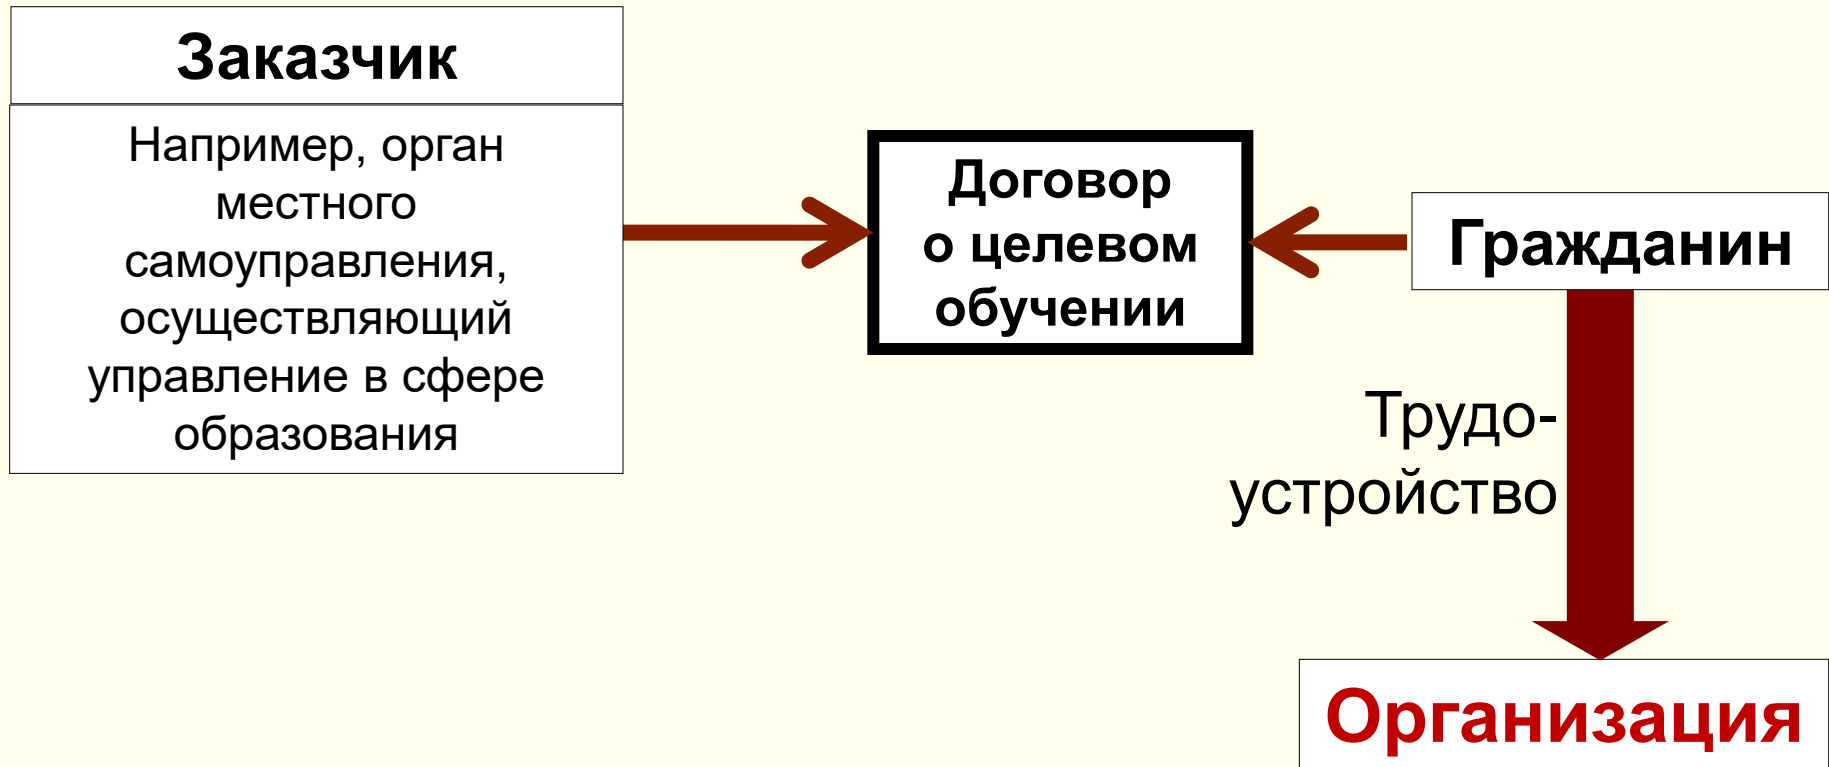 Заказчик
Например, орган
местного
самоуправления,
осуществляющий
управление в сфере
образования
Договор
о целевом
обучении
Гражданин
Трудо-
устройство
Организация